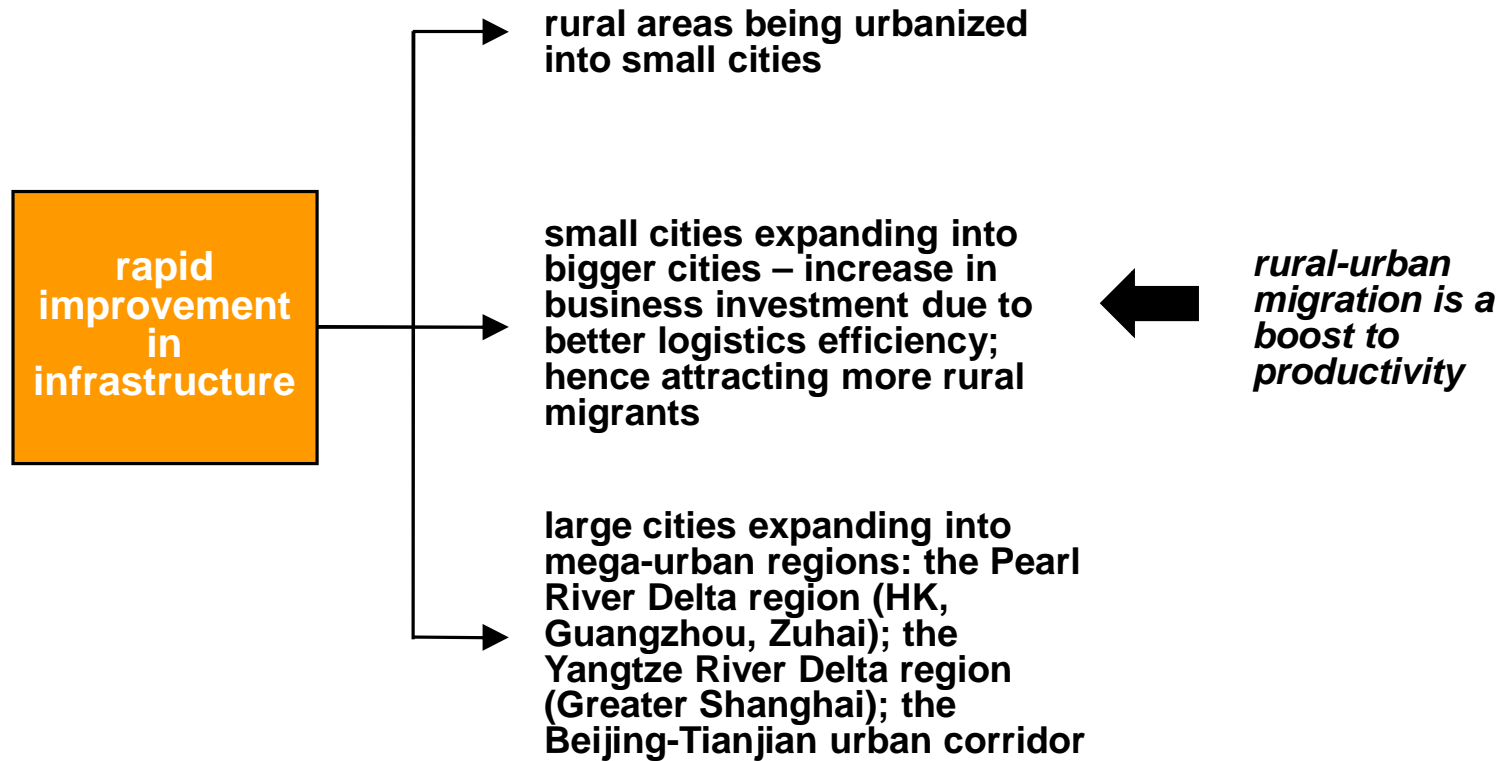 rural areas being urbanized
into small cities
rapid
improvement
in
infrastructure
small cities expanding into
bigger cities – increase in
business investment due to
better logistics efficiency;
hence attracting more rural
migrants
rural-urban
migration is a
boost to
productivity
large cities expanding into
mega-urban regions: the Pearl
River Delta region (HK,
Guangzhou, Zuhai); the
Yangtze River Delta region
(Greater Shanghai); the
Beijing-Tianjian urban corridor